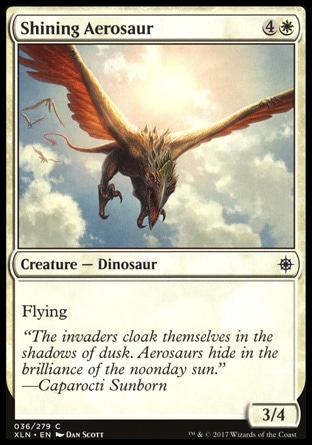 Shining Aerosaur 4
Creature — Dinosaur
Flying
“The invaders cloak themselves in the
shadows of dusk. Aerosaurs hide in the
brilliance of the noonday sun.”
—Caparocti Sunborn
3/4
036/279 C
XLN • EN Dan Scott ™ & © 2017 Wizards of the Coast